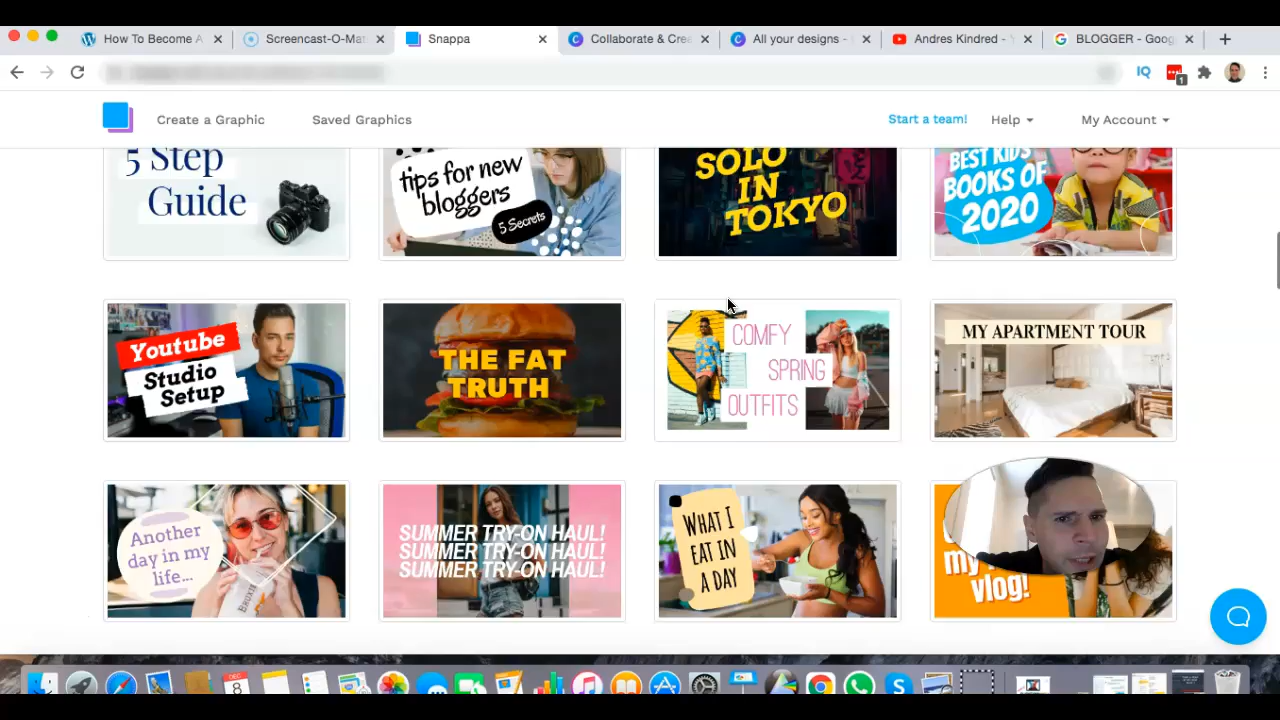 How To Become A
Screencast-O-Mat
Snappa
Collaborate & Cre
All your designs -
Andres Kindred - Y
BLOGGER - Goog
IQ
1
Create a Graphic
Saved Graphics
Start a team!
Help
My Account
5 Step
Guide
tips for new
bloggers
5 Secrets
SOLO
IN
TOKYO
BEST KIDS
BOOKS OF
2020
Youtube
Studio
Setup
THE FAT
TRUTH
COMFY
SPRING
OUTFITS
MY APARTMENT TOUR
Another
day in my
life...
SUMMER TRY-ON HAUL!
SUMMER TRY-ON HAUL!
SUMMER TRY-ON HAUL!
WHAT I
EAT IN
A DAY
my
vlog!
DEC
8